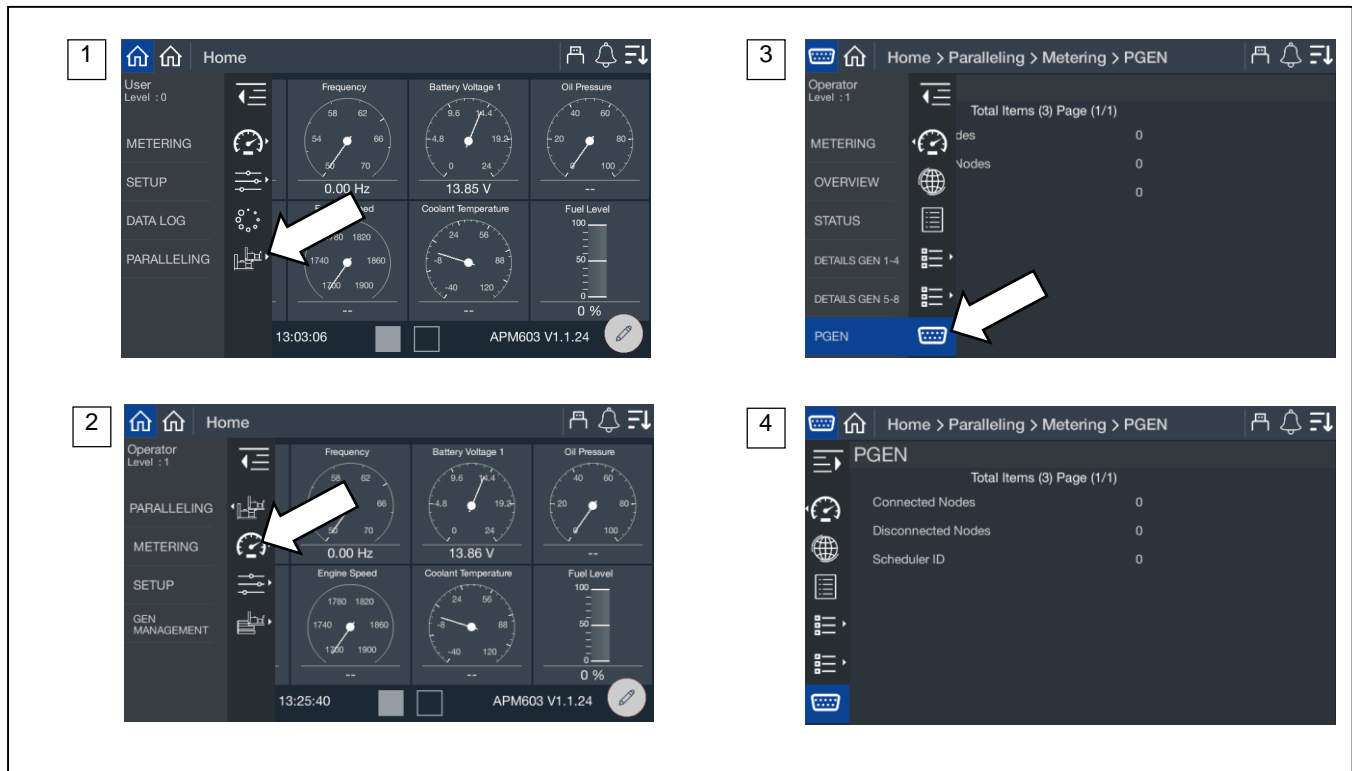 1
Home
User
Level : 0
METERING
SETUP
DATA LOG
PARALLELING
Frequency
58 62
54 66
50 70
0.00 Hz
Battery Voltage 1
9.6 14.4
4.8 19.2
0 24
13.85 V
Oil Pressure
40 60
20 80
0 100
--
1780 1820
1740 1860
1700 1900
--
Coolant Temperature
24 56
-8 88
-40 120
--
Fuel Level
100
50
0
0 %
13:03:06
APM603 V1.1.24
2
Home
Operator
Level : 1
PARALLELING
METERING
SETUP
GEN
MANAGEMENT
Frequency
58 62
66
50 70
0.00 Hz
Battery Voltage 1
9.6 14.4
4.8 19.2
0 24
13.86 V
Oil Pressure
40 60
20 80
0 100
--
Engine Speed
1780 1820
1740 1860
1700 1900
--
Coolant Temperature
24 56
-8 88
-40 120
--
Fuel Level
100
50
0
0 %
13:25:40
APM603 V1.1.24
3
Home > Paralleling > Metering > PGEN
Operator
Level : 1
METERING
OVERVIEW
STATUS
DETAILS GEN 1-4
DETAILS GEN 5-8
PGEN
Total Items (3) Page (1/1)
des 0
Nodes 0
0
4
Home > Paralleling > Metering > PGEN
PGEN
Total Items (3) Page (1/1)
Connected Nodes 0
Disconnected Nodes 0
Scheduler ID 0